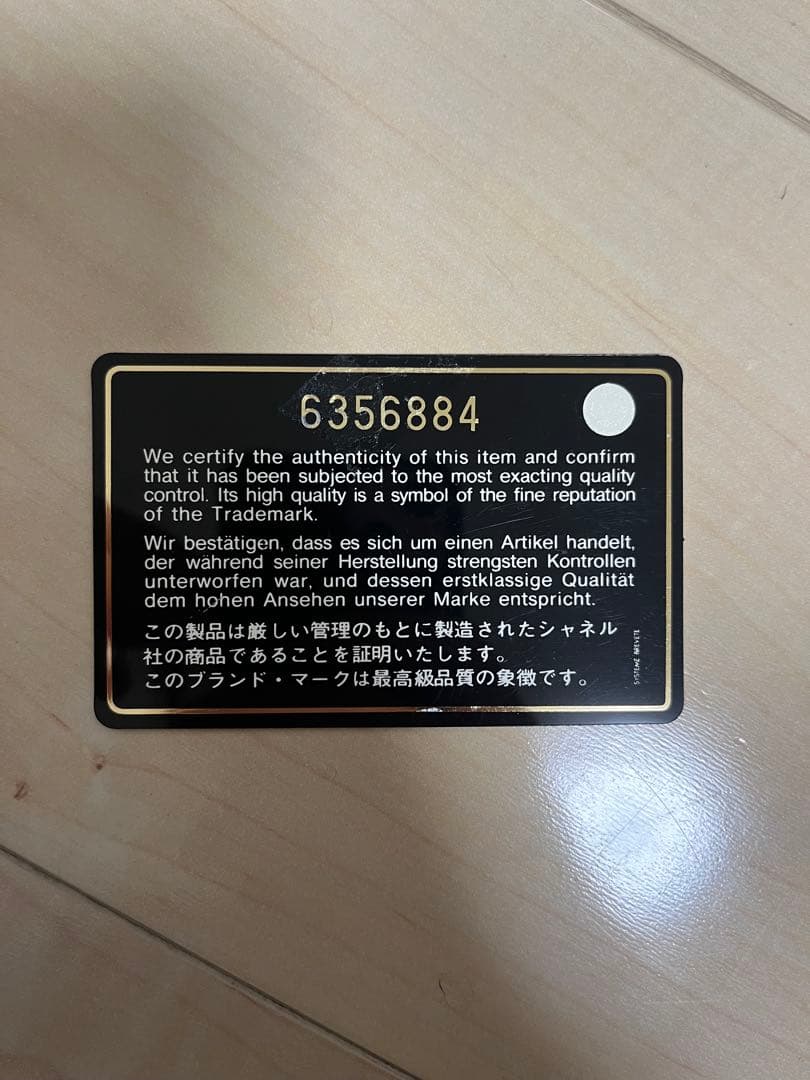 6356884
We certify the authenticity of this item and confirm
that it has been subjected to the most exacting quality
control. Its high quality is a symbol of the fine reputation
of the Trademark.
Wir bestätigen, dass es sich um einen Artikel handelt,
der während seiner Herstellung strengsten Kontrollen
unterworfen war, und dessen erstklassige Qualität
dem hohen Ansehen unserer Marke entspricht.
この製品は厳しい管理のもとに製造されたシャネル
社の商品であることを証明いたします。
このブランド・マークは最高級品質の象徴です。
SYSTEME BREVETE